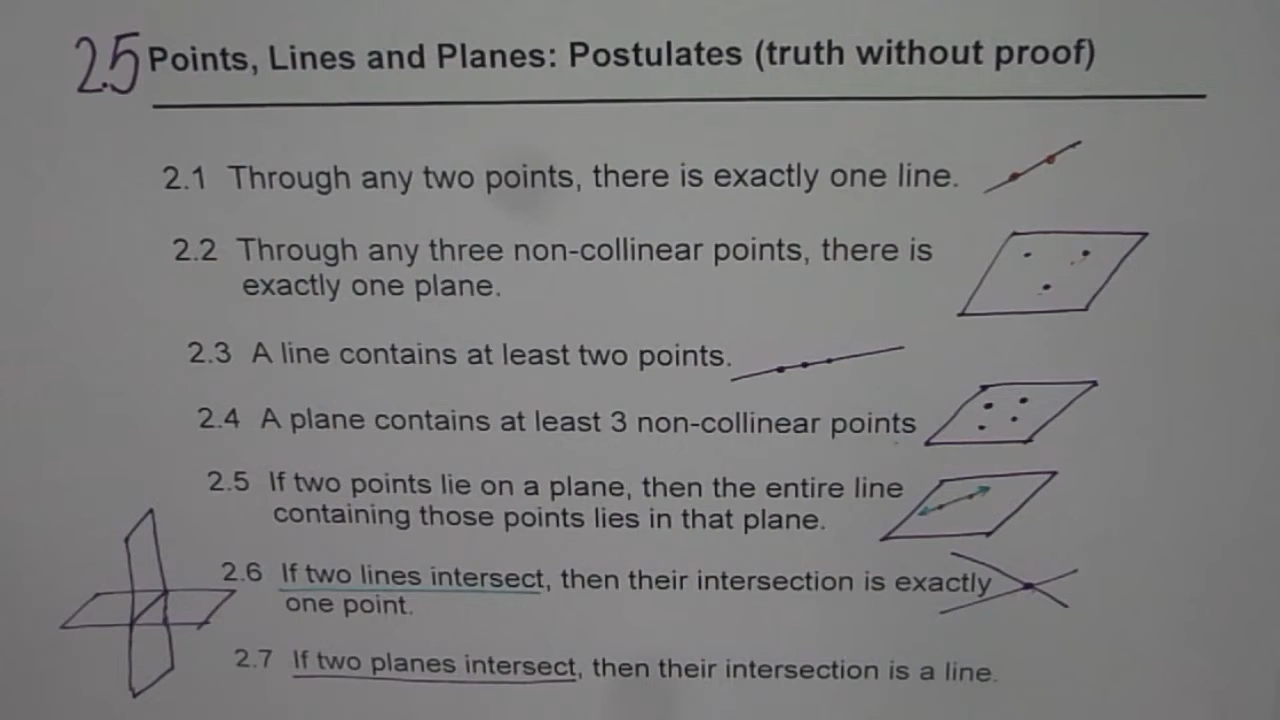 2.5 Points, Lines and Planes: Postulates (truth without proof)
2.1 Through any two points, there is exactly one line.
2.2 Through any three non-collinear points, there is
exactly one plane.
2.3 A line contains at least two points.
2.4 A plane contains at least 3 non-collinear points
2.5 If two points lie on a plane, then the entire line
containing those points lies in that plane.
2.6 If two lines intersect, then their intersection is exactly
one point.
2.7 If two planes intersect, then their intersection is a line.